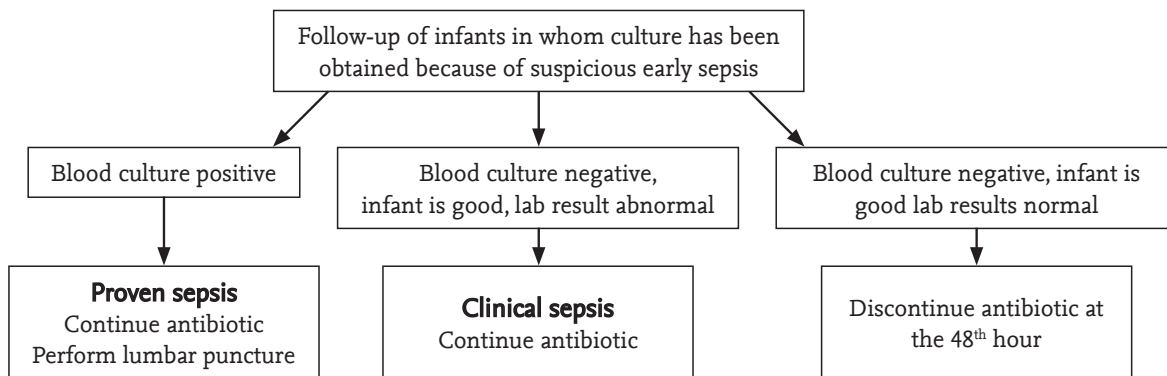 Follow-up of infants in whom culture has been
obtained because of suspicious early sepsis
Blood culture positive
Blood culture negative,
infant is good, lab result abnormal
Blood culture negative, infant is
good lab results normal
Proven sepsis
Continue antibiotic
Perform lumbar puncture
Clinical sepsis
Continue antibiotic
Discontinue antibiotic at
the 48th hour